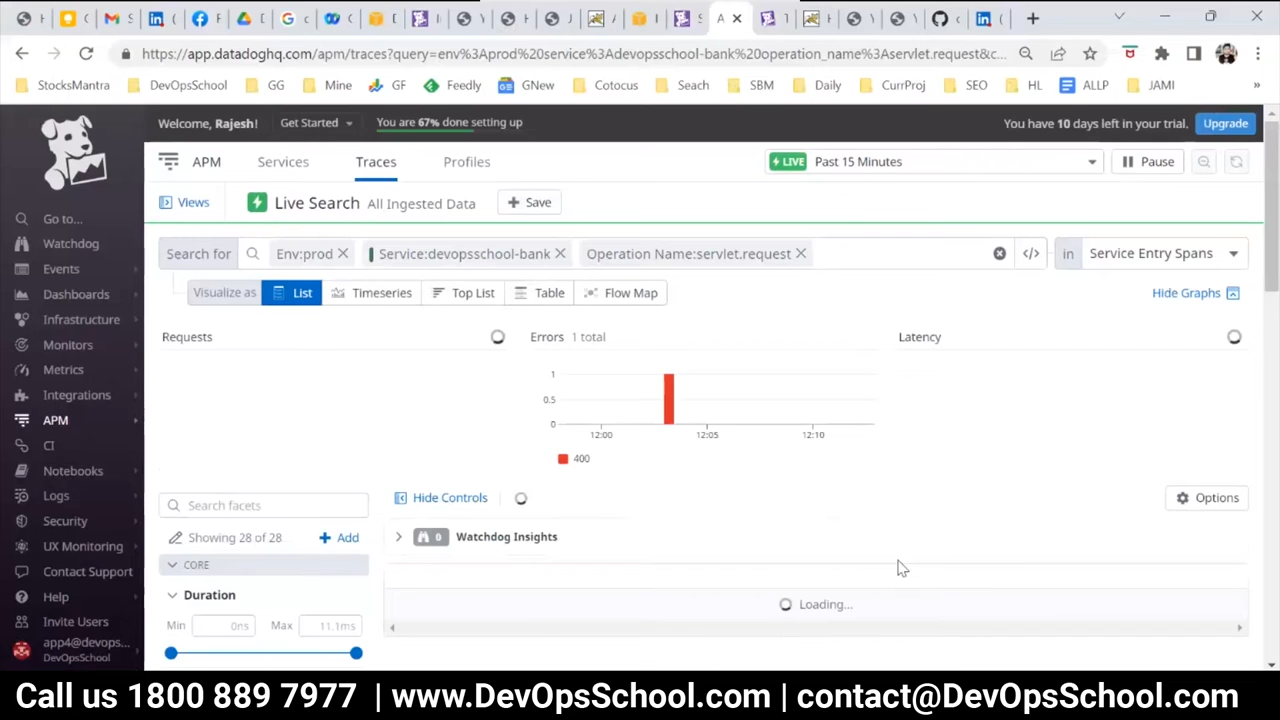 https://app.datadoghq.com/apm/traces?query=env%3Aprod%20service%3Adevopsschool-bank%20operation_name%3Aservlet.request&c...
StocksMantra DevOpsSchool GG Mine GF Feedly GNew Cotucus Seach SBM Daily CurrProj SEO HL ALLP JAMI »
Welcome, Rajesh! Get Started You are 67% done setting up You have 10 days left in your trial. Upgrade
APM Services Traces Profiles LIVE Past 15 Minutes Pause
Views Live Search All Ingested Data + Save
Search for Env:prod Service:devopsschool-bank Operation Name:servlet.request </> in Service Entry Spans
Visualize as List Timeseries Top List Table Flow Map Hide Graphs
Requests Errors 1 total Latency
1
0.5
0
12:00 12:05 12:10
400
Go to...
Watchdog
Events
Dashboards
Infrastructure
Monitors
Metrics
Integrations
APM
CI
Notebooks
Logs
Security
UX Monitoring
Contact Support
Help
Invite Users
app4@devops...
DevOpsSchool
Search facets
Showing 28 of 28 + Add
CORE
Duration
Min 0ns Max 11.1ms
Hide Controls Options
0 Watchdog Insights
Loading...
Call us 1800 889 7977 | www.DevOpsSchool.com | contact@DevOpsSchool.com